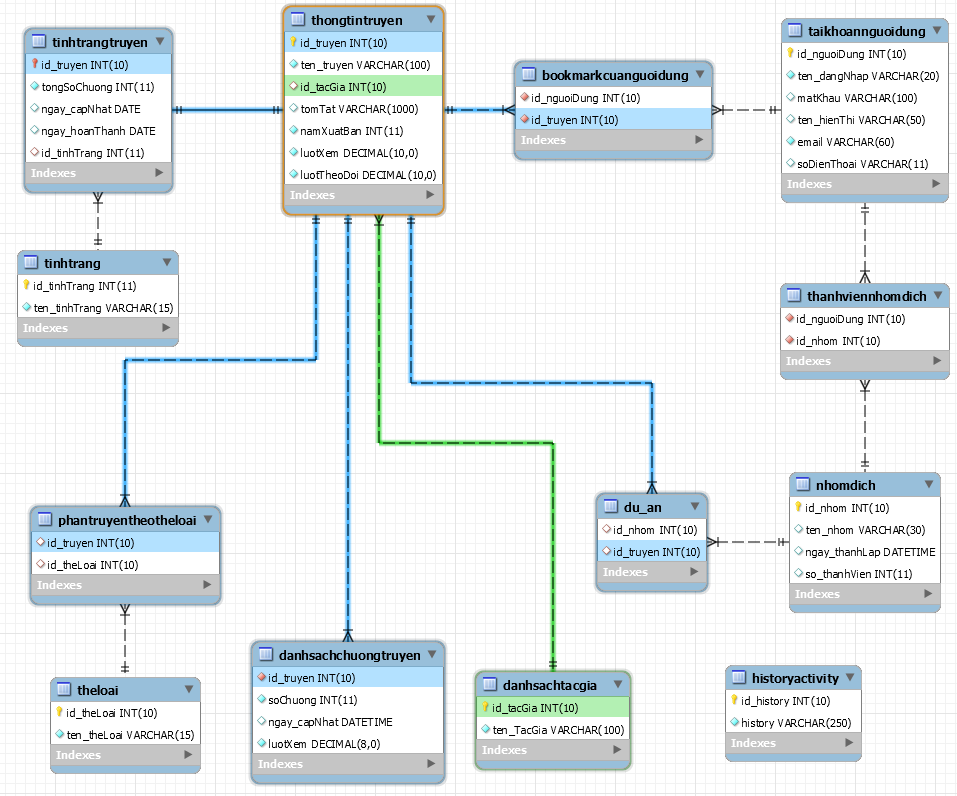 tinhtrangtruyen
id_truyen INT(10)
tongSoChuong INT(11)
ngay_capNhat DATE
ngay_hoanThanh DATE
id_tinhTrang INT(11)
Indexes
thongtintruyen
id_truyen INT(10)
ten_truyen VARCHAR(100)
id_tacGia INT(10)
tomTat VARCHAR(1000)
namXuatBan INT(11)
luotXem DECIMAL(10,0)
luotTheoDoi DECIMAL(10,0)
Indexes
bookmarkcuanguoidung
id_nguoiDung INT(10)
id_truyen INT(10)
Indexes
taikhoannguoidung
id_nguoiDung INT(10)
ten_dangNhap VARCHAR(20)
matKhau VARCHAR(100)
ten_hienThi VARCHAR(50)
email VARCHAR(60)
soDienThoai VARCHAR(11)
Indexes
tinhtrang
id_tinhTrang INT(11)
ten_tinhTrang VARCHAR(15)
Indexes
thanhviennhomdich
id_nguoiDung INT(10)
id_nhom INT(10)
Indexes
phantruyentheotheloai
id_truyen INT(10)
id_theLoai INT(10)
Indexes
du_an
id_nhom INT(10)
id_truyen INT(10)
Indexes
nhomdich
id_nhom INT(10)
ten_nhom VARCHAR(30)
ngay_thanhLap DATETIME
so_thanhVien INT(11)
Indexes
theloai
id_theLoai INT(10)
ten_theLoai VARCHAR(15)
Indexes
danhsachchuongtruyen
id_truyen INT(10)
soChuong INT(11)
ngay_capNhat DATETIME
luotXem DECIMAL(8,0)
Indexes
danhsachtacgia
id_tacGia INT(10)
ten_TacGia VARCHAR(100)
Indexes
historyactivity
id_history INT(10)
history VARCHAR(250)
Indexes